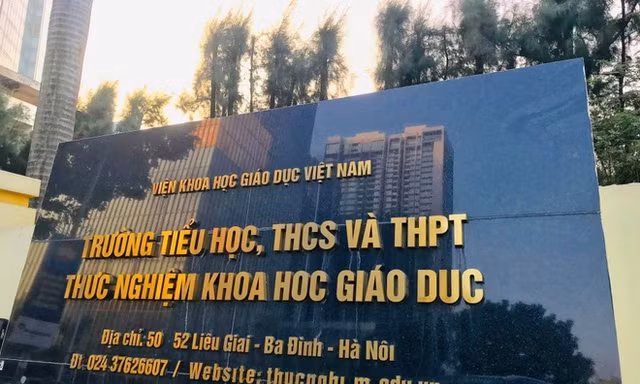 VIỆN KHOA HỌC GIÁO DỤC VIỆT NAM
TRƯỜNG TIỂU HỌC, THCS VÀ THPT
THỰC NGHIỆM KHOA HỌC GIÁO DỤC
Địa chỉ: 50 52 Liễu Giai - Ba Đình - Hà Nội
ĐT: 024 37626607 / Website: